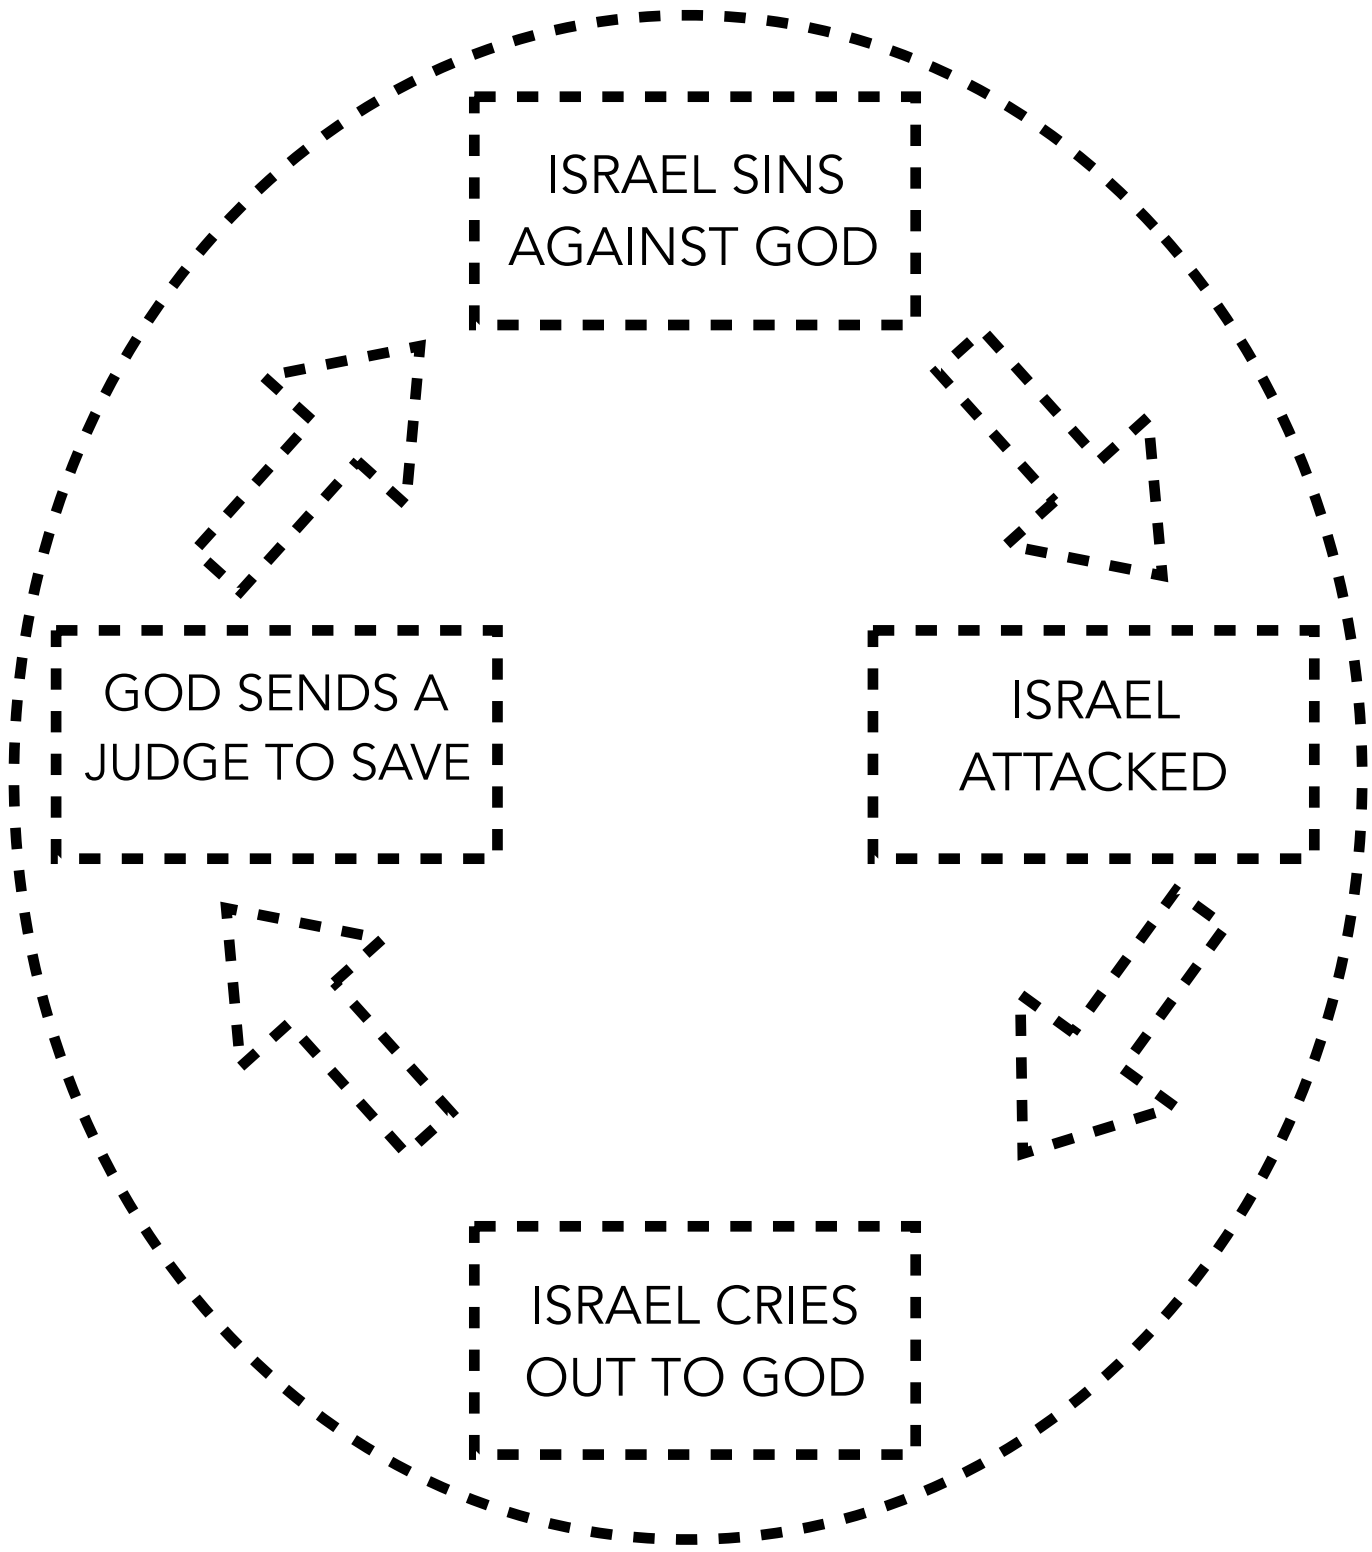 ISRAEL SINS
AGAINST GOD
GOD SENDS A
JUDGE TO SAVE
ISRAEL
ATTACKED
ISRAEL CRIES
OUT TO GOD